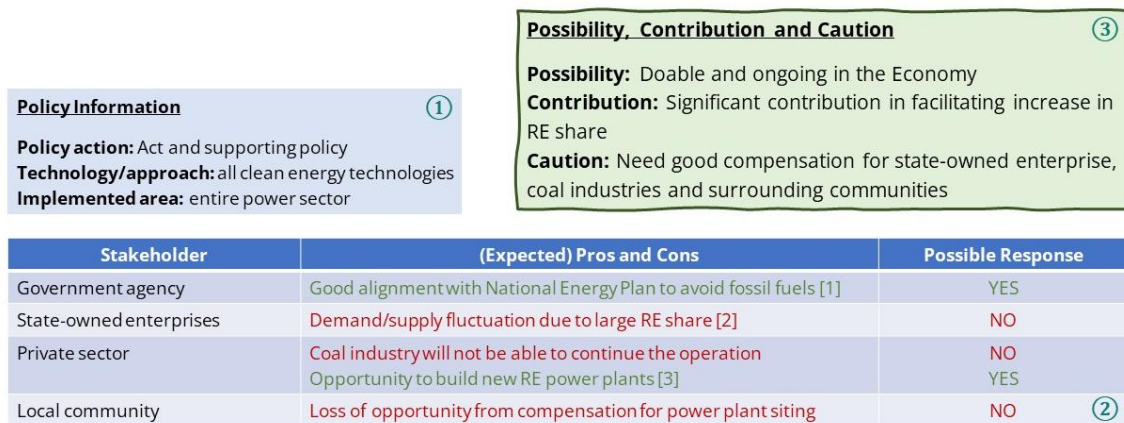 Policy Information ①
Policy action: Act and supporting policy
Technology/approach: all clean energy technologies
Implemented area: entire power sector
Possibility, Contribution and Caution ③
Possibility: Doable and ongoing in the Economy
Contribution: Significant contribution in facilitating increase in
RE share
Caution: Need good compensation for state-owned enterprise,
coal industries and surrounding communities
Stakeholder (Expected) Pros and Cons Possible Response
Government agency Good alignment with National Energy Plan to avoid fossil fuels [1] YES
State-owned enterprises Demand/supply fluctuation due to large RE share [2] NO
Private sector Coal industry will not be able to continue the operation NO
Opportunity to build new RE power plants [3] YES
Local community Loss of opportunity from compensation for power plant siting NO ②